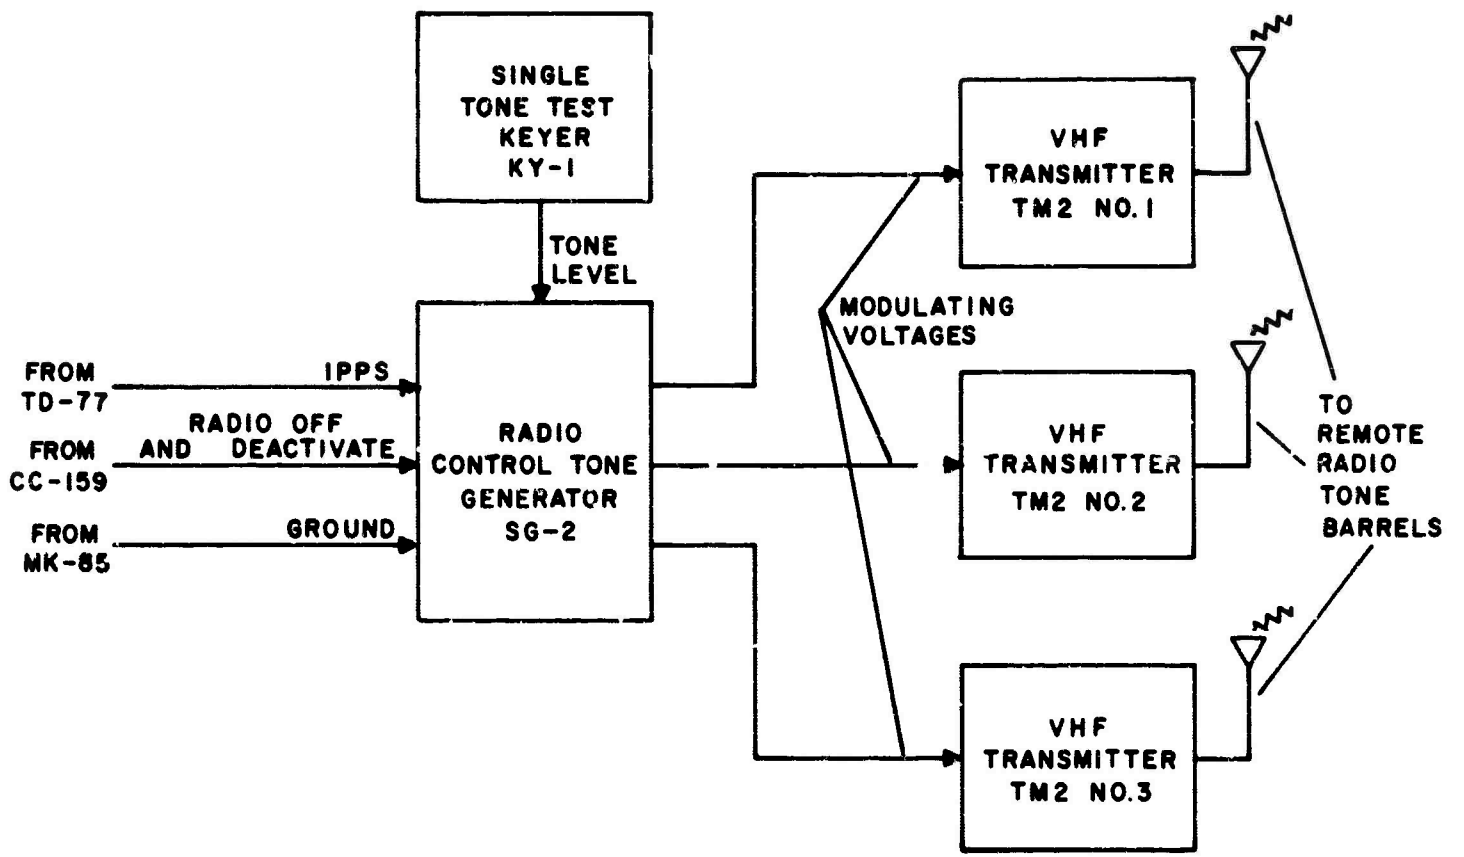 SINGLE
TONE TEST
KEYER
KY-1
TONE
LEVEL
VHF
TRANSMITTER
TM2 NO.1
MODULATING
VOLTAGES
FROM
TD-77
1PPS
RADIO OFF
AND DEACTIVATE
FROM
CC-159
GROUND
FROM
MK-85
RADIO
CONTROL TONE
GENERATOR
SG-2
VHF
TRANSMITTER
TM2 NO.2
TO
REMOTE
RADIO
TONE
BARRELS
VHF
TRANSMITTER
TM2 NO.3